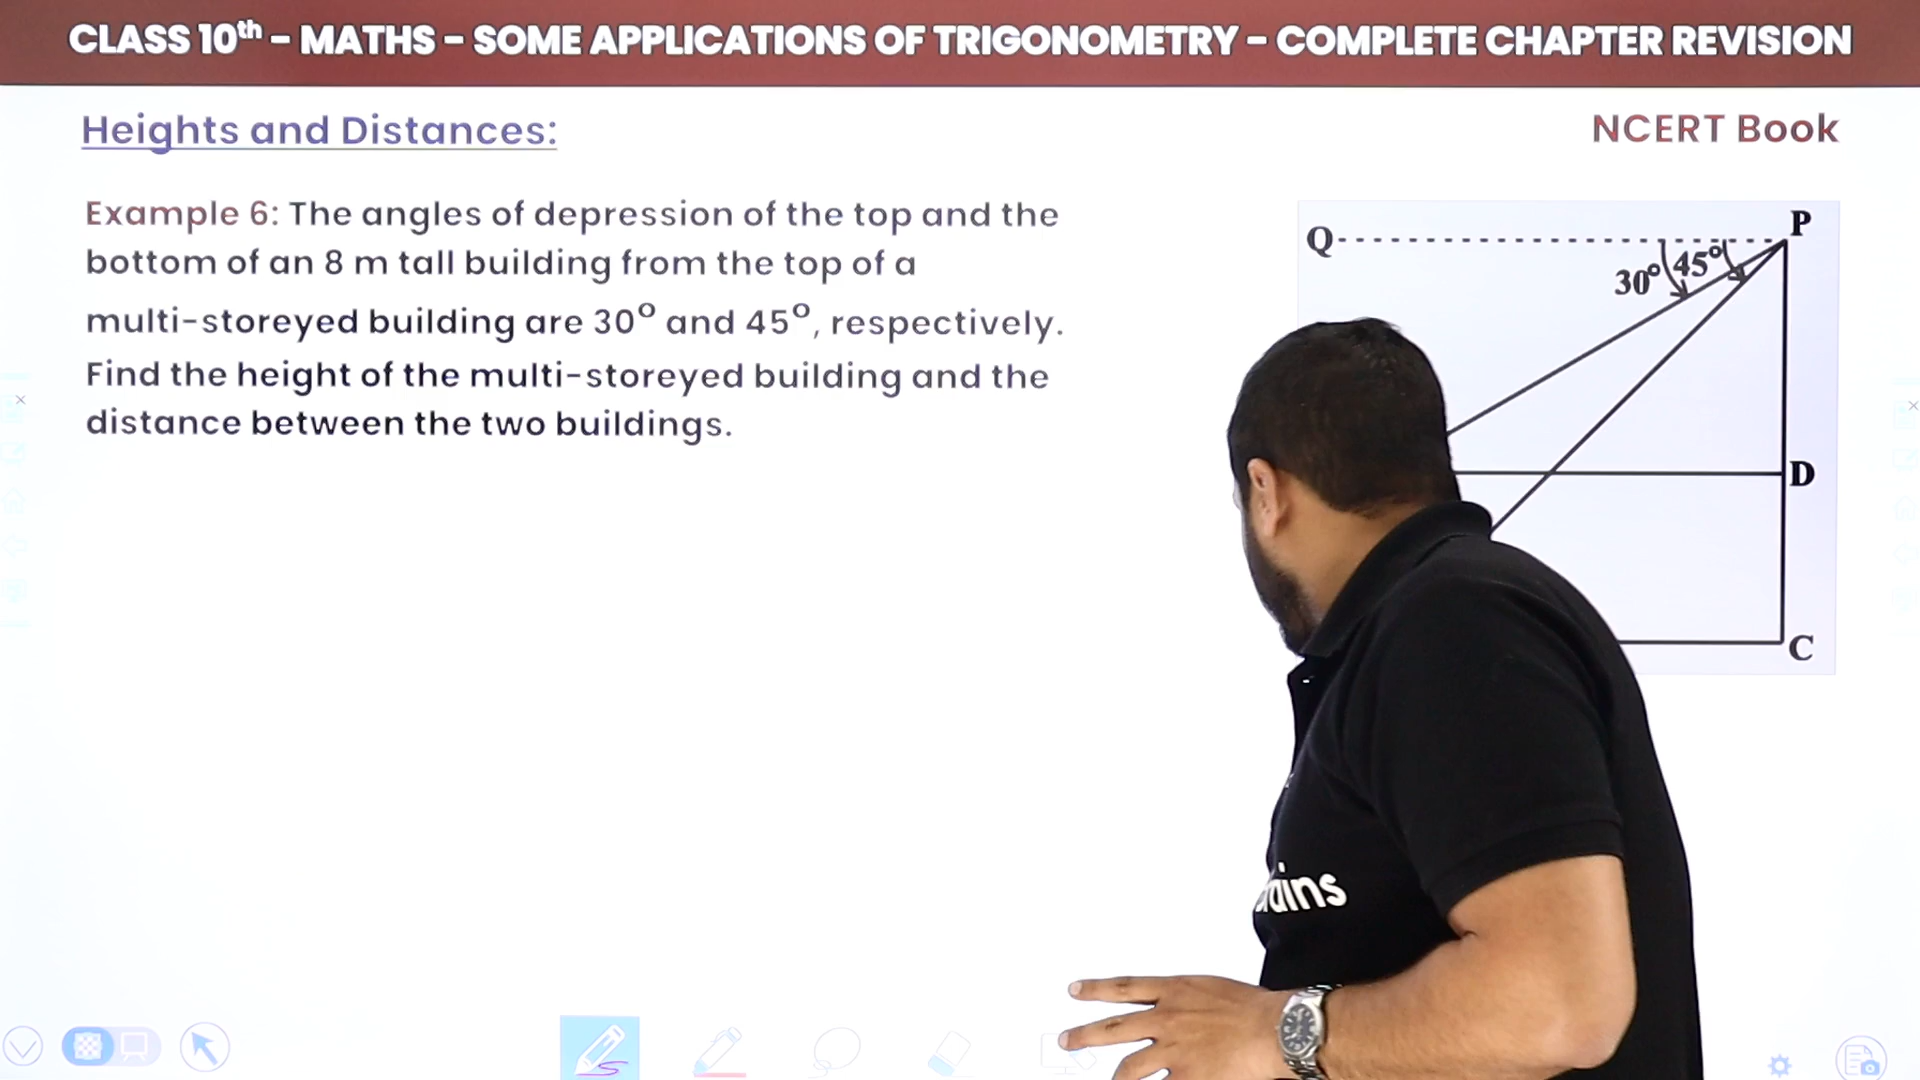 CLASS 10th - MATHS - SOME APPLICATIONS OF TRIGONOMETRY - COMPLETE CHAPTER REVISION
Heights and Distances:
NCERT Book
Example 6: The angles of depression of the top and the
bottom of an 8 m tall building from the top of a
multi-storeyed building are 30° and 45°, respectively.
Find the height of the multi-storeyed building and the
distance between the two buildings.
Q
P
30°
45°
D
C